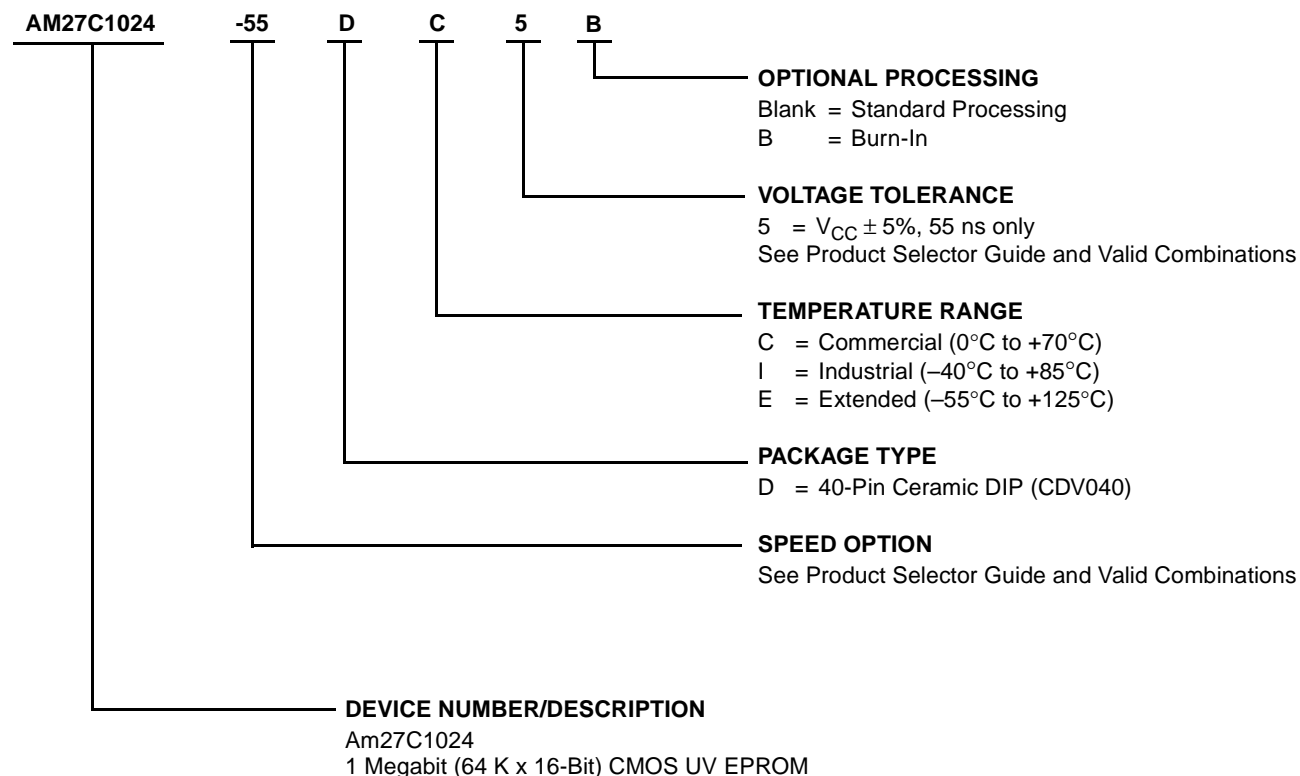 AM27C1024 -55 D C 5 B
OPTIONAL PROCESSING
Blank = Standard Processing
B = Burn-In
VOLTAGE TOLERANCE
5 = VCC ± 5%, 55 ns only
See Product Selector Guide and Valid Combinations
TEMPERATURE RANGE
C = Commercial (0°C to +70°C)
I = Industrial (–40°C to +85°C)
E = Extended (–55°C to +125°C)
PACKAGE TYPE
D = 40-Pin Ceramic DIP (CDV040)
SPEED OPTION
See Product Selector Guide and Valid Combinations
DEVICE NUMBER/DESCRIPTION
Am27C1024
1 Megabit (64 K x 16-Bit) CMOS UV EPROM